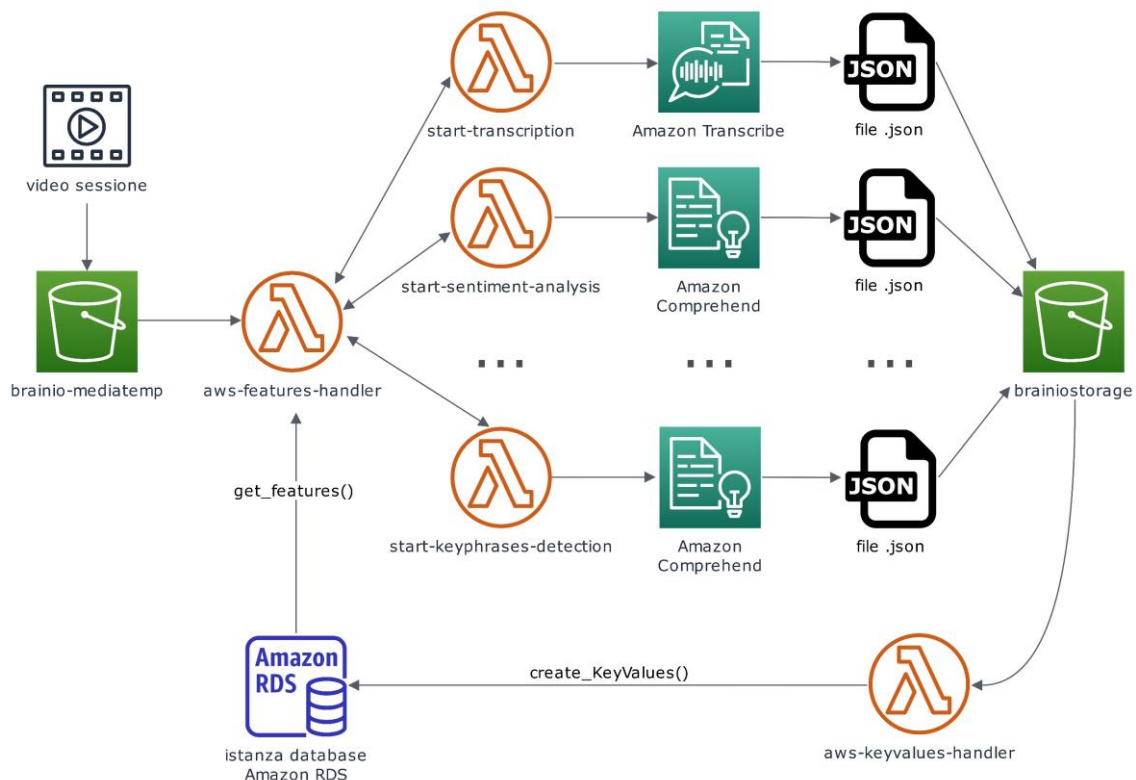 start-transcription
Amazon Transcribe
JSON
file .json
video sessione
start-sentiment-analysis
Amazon
Comprehend
JSON
file .json
brainio-mediatemp
aws-features-handler
...
...
...
brainiostorage
get_features()
start-keyphrases-detection
Amazon
Comprehend
JSON
file .json
Amazon
RDS
istanza database
Amazon RDS
create_KeyValues()
aws-keyvalues-handler